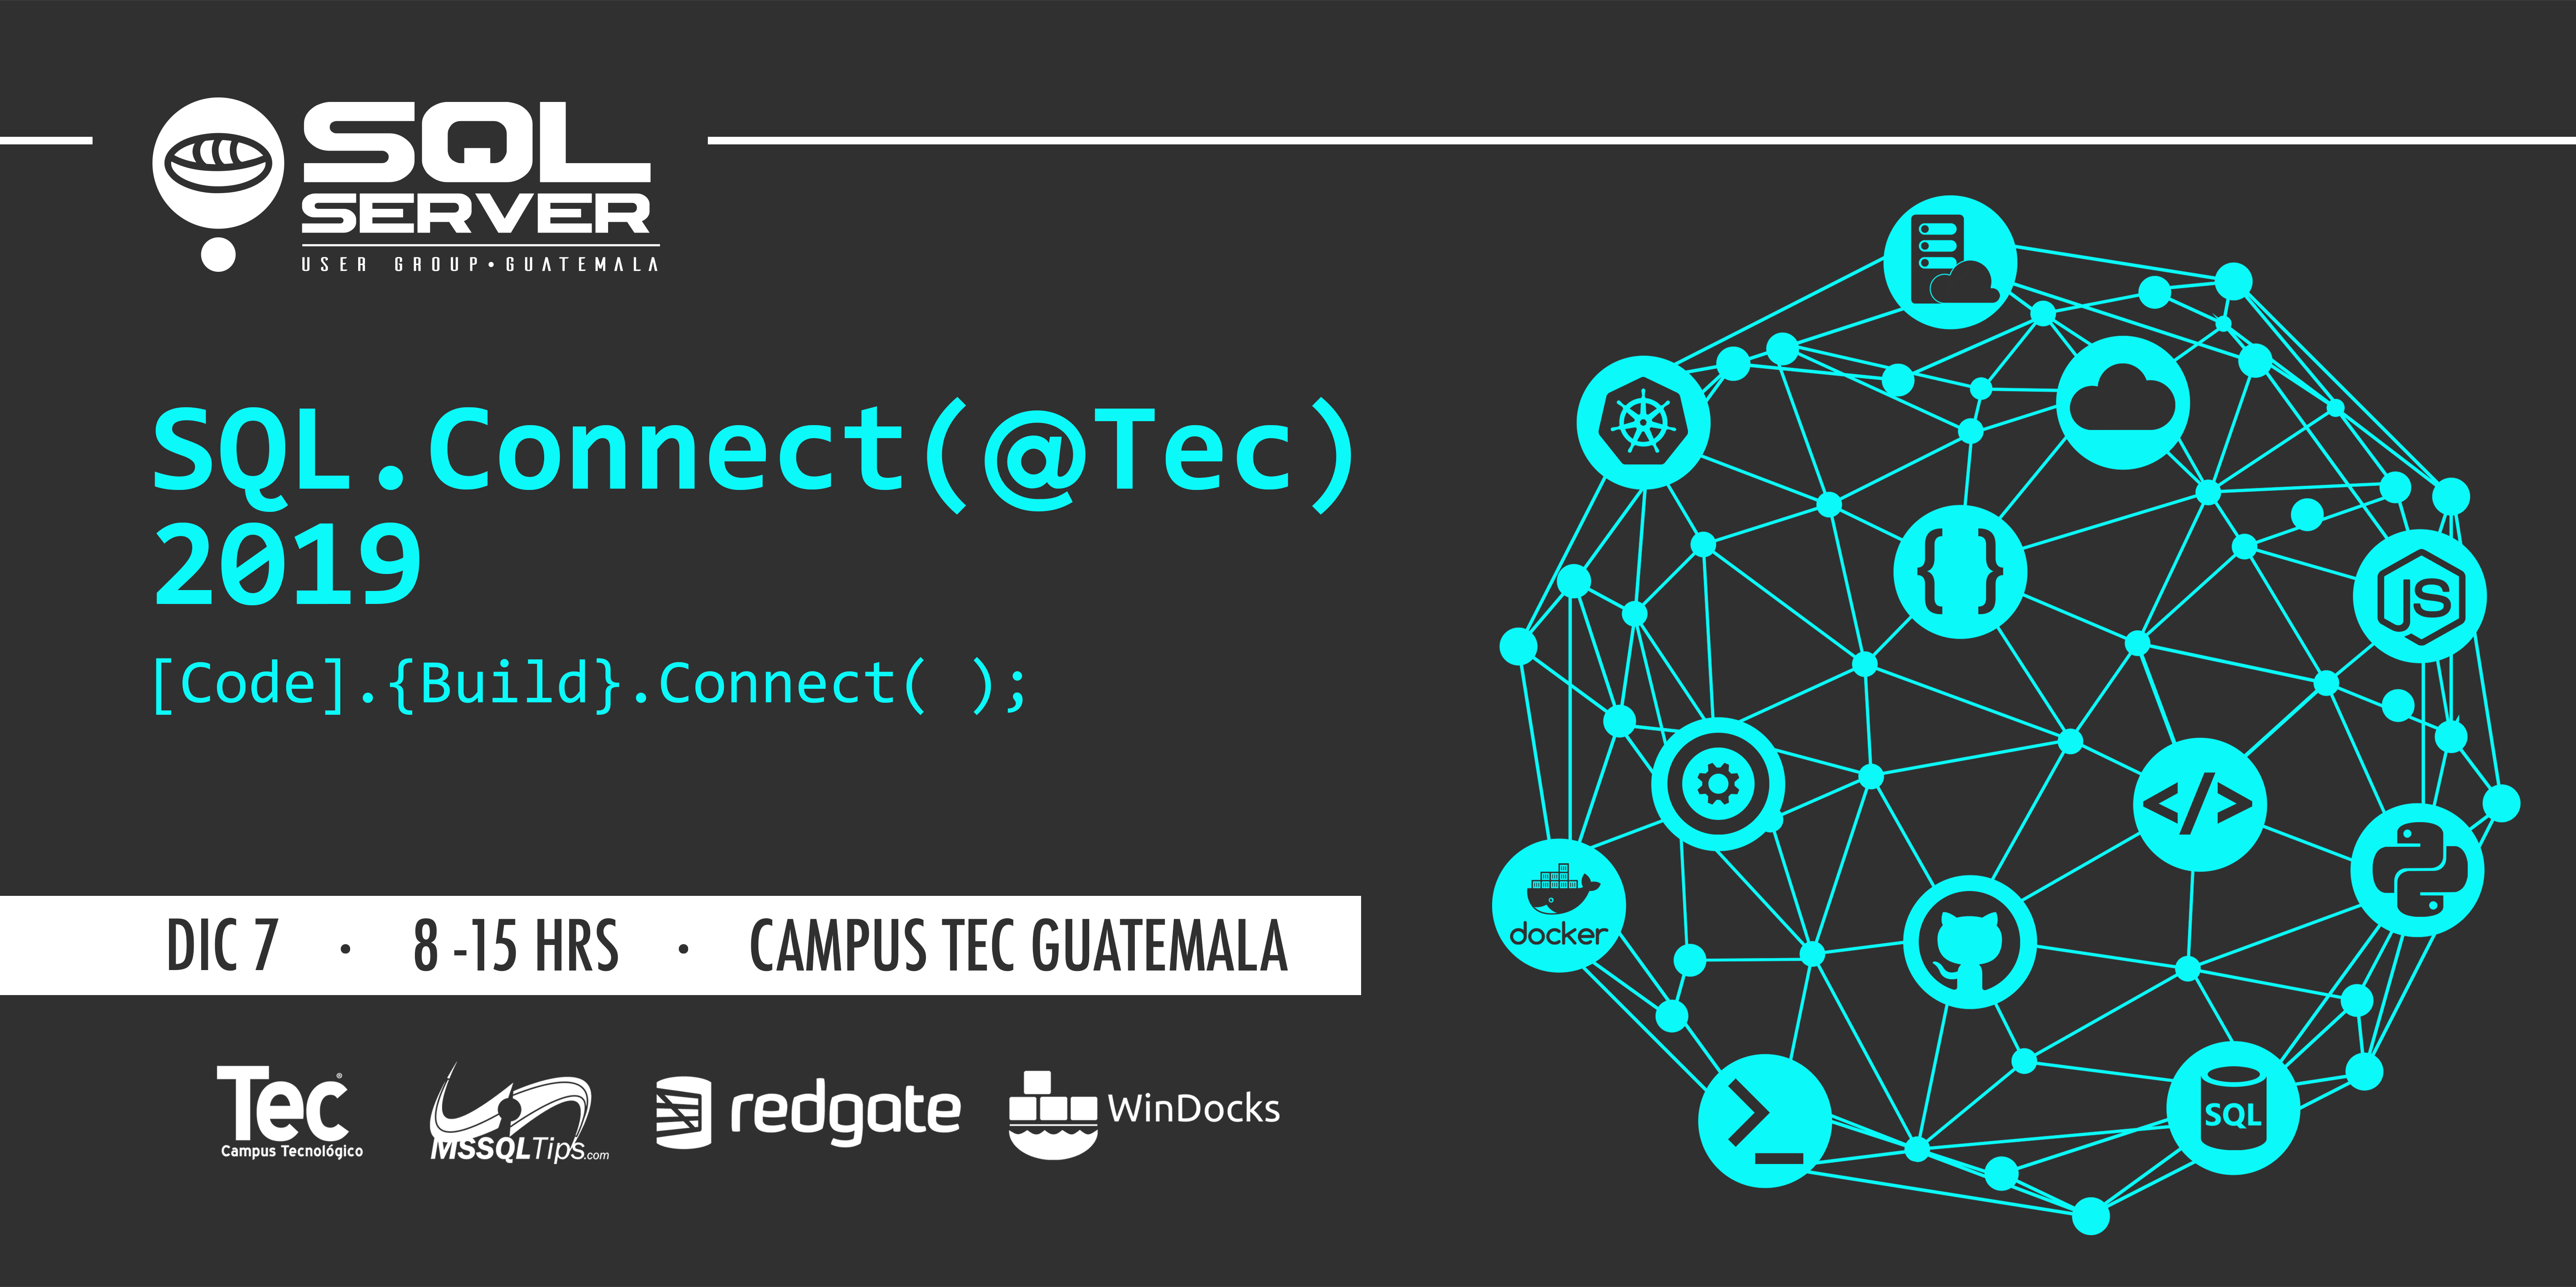 SQL
SERVER
USER GROUP•GUATEMALA
SQL.Connect(@Tec)
2019
[Code].{Build}.Connect( );
DIC 7 · 8 -15 HRS · CAMPUS TEC GUATEMALA
Tec®
Campus Tecnológico
MSSQLTips.com
redgate
WinDocks
{ }
JS
</>
docker
>_
SQL